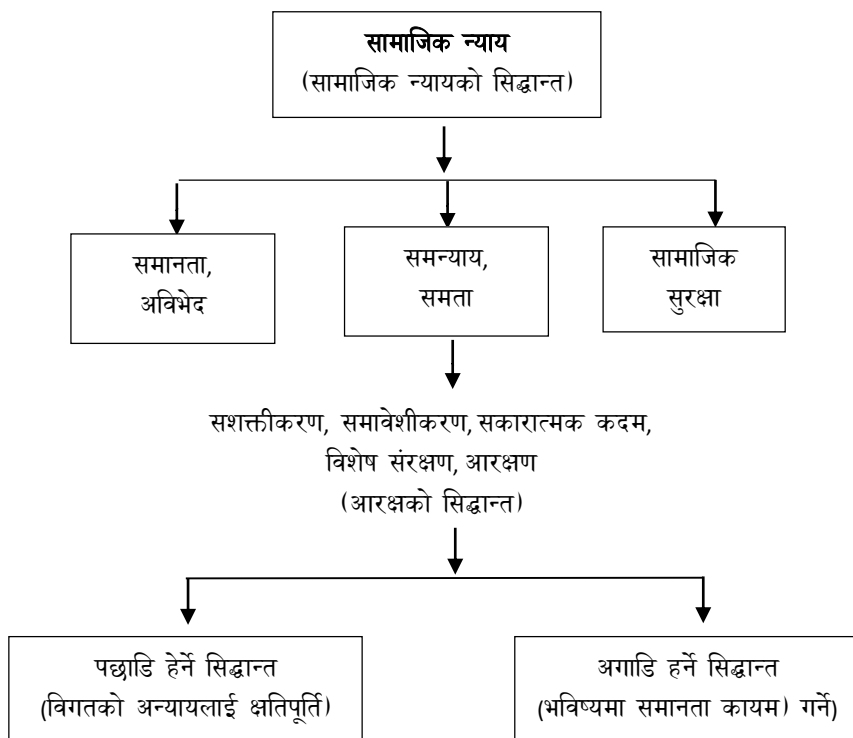 सामाजिक न्याय
(सामाजिक न्यायको सिद्धान्त)
समानता,
अविभेद
समन्याय,
समता
सामाजिक
सुरक्षा
सशक्तीकरण, समावेशीकरण, सकारात्मक कदम,
विशेष संरक्षण, आरक्षण
(आरक्षको सिद्धान्त)
पछाडि हेर्ने सिद्धान्त
(विगतको अन्यायलाई क्षतिपूर्ति)
अगाडि हर्ने सिद्धान्त
(भविष्यमा समानता कायम) गर्ने)